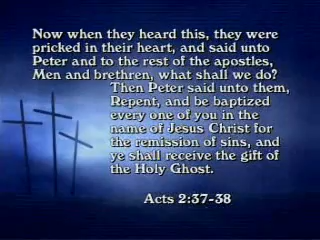 Now when they heard this, they were
pricked in their heart, and said unto
Peter and to the rest of the apostles,
Men and brethren, what shall we do?
Then Peter said unto them,
Repent, and be baptized
every one of you in the
name of Jesus Christ for
the remission of sins, and
ye shall receive the gift of
the Holy Ghost.
Acts 2:37-38